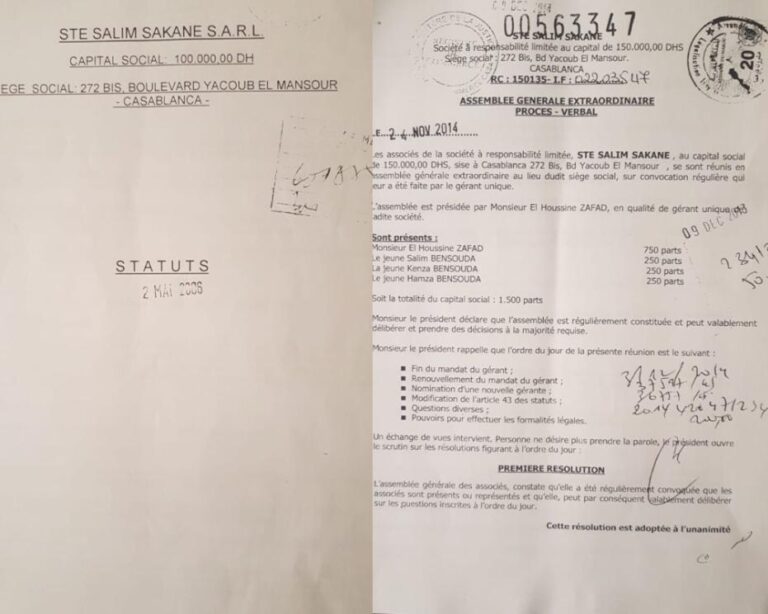 STE SALIM SAKANE S.A.R.L.
CAPITAL SOCIAL: 100.000,00 DH
EGE SOCIAL: 272 BIS, BOULEVARD YACOUB EL MANSOUR
- CASABLANCA -
STATUTS
2 MAI 2006
00563347
STE SALIM SAKANE
Société à responsabilité limitée au capital de 150.000,00 DHS
Siège social : 272 Bis, Bd Yacoub El Mansour.
CASABLANCA
RC : 150135- I.F :
ASSEMBLEE GENERALE EXTRAORDINAIRE
PROCES - VERBAL
E. 24 NOV. 2014
es associés de la société à responsabilité limitée, STE SALIM SAKANE , au capital social
de 150.000,00 DHS, sise à Casablanca 272 Bis, Bd Yacoub El Mansour , se sont réunis en
assemblée générale extraordinaire au lieu dudit siège social, sur convocation régulière qui
eur a été faite par le gérant unique.
L'assemblée est présidée par Monsieur El Houssine ZAFAD, en qualité de gérant unique
adite société.
09 DEC 2013
Sont présents :
Monsieur El Houssine ZAFAD 750 parts
Le jeune Salim BENSOUDA 250 parts
La jeune Kenza BENSOUDA 250 parts
Le jeune Hamza BENSOUDA 250 parts
Soit la totalité du capital social : 1.500 parts
Monsieur le président déclare que l'assemblée est régulièrement constituée et peut valablement
délibérer et prendre des décisions à la majorité requise.
Monsieur le président rappelle que l'ordre du jour de la présente réunion est le suivant :
■ Fin du mandat du gérant ;
■ Renouvellement du mandat du gérant ;
■ Nomination d'une nouvelle gérante ;
■ Modification de l'article 43 des statuts ;
■ Questions diverses ;
■ Pouvoirs pour effectuer les formalités légales.
Un échange de vues intervient. Personne ne désire plus prendre la parole, le président ouvre
le scrutin sur les résolutions figurant à l'ordre du jour :
PREMIERE RESOLUTION
L'assemblée générale des associés, constate qu'elle a été régulièrement convoquée que les
associés sont présents ou représentés et qu'elle, peut par conséquent valablement délibérer
sur les questions inscrites à l'ordre du jour.
Cette résolution est adoptée à l'unanimité